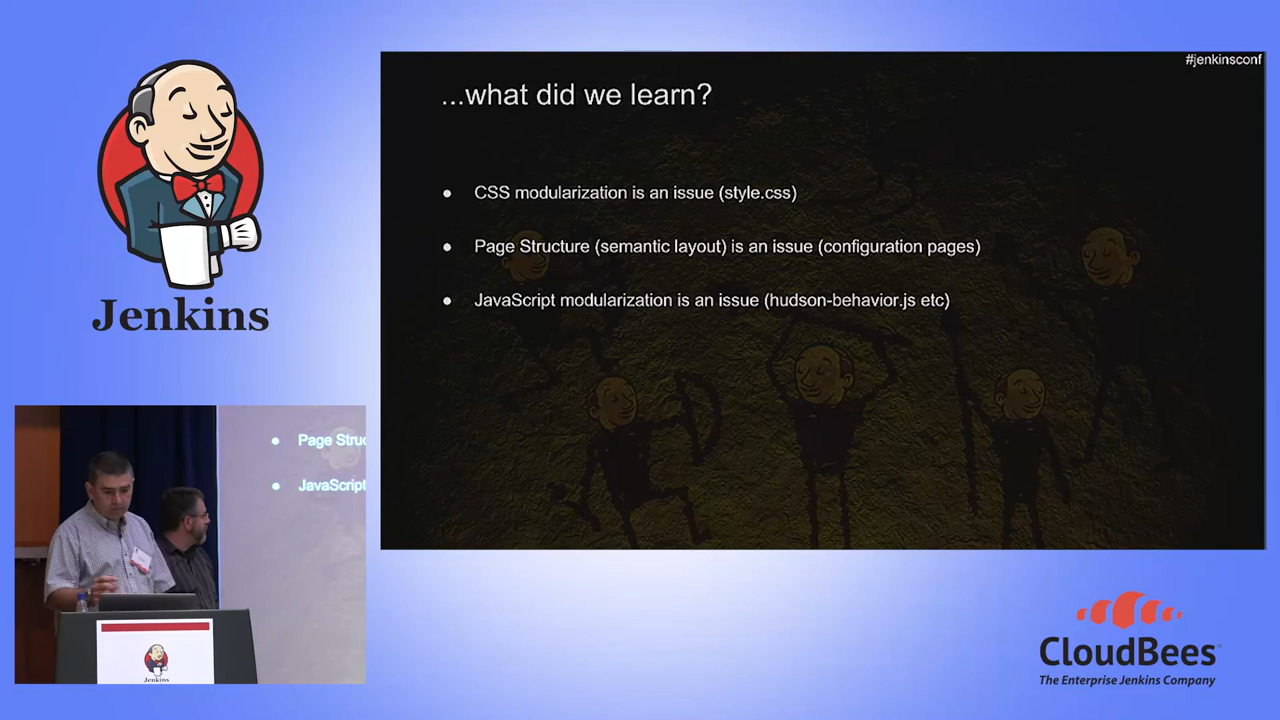 #jenkinsconf
...what did we learn?
● CSS modularization is an issue (style.css)
● Page Structure (semantic layout) is an issue (configuration pages)
● JavaScript modularization is an issue (hudson-behavior.js etc)
Jenkins
● Page Struc
● JavaScript
Jenkins
CloudBees
The Enterprise Jenkins Company